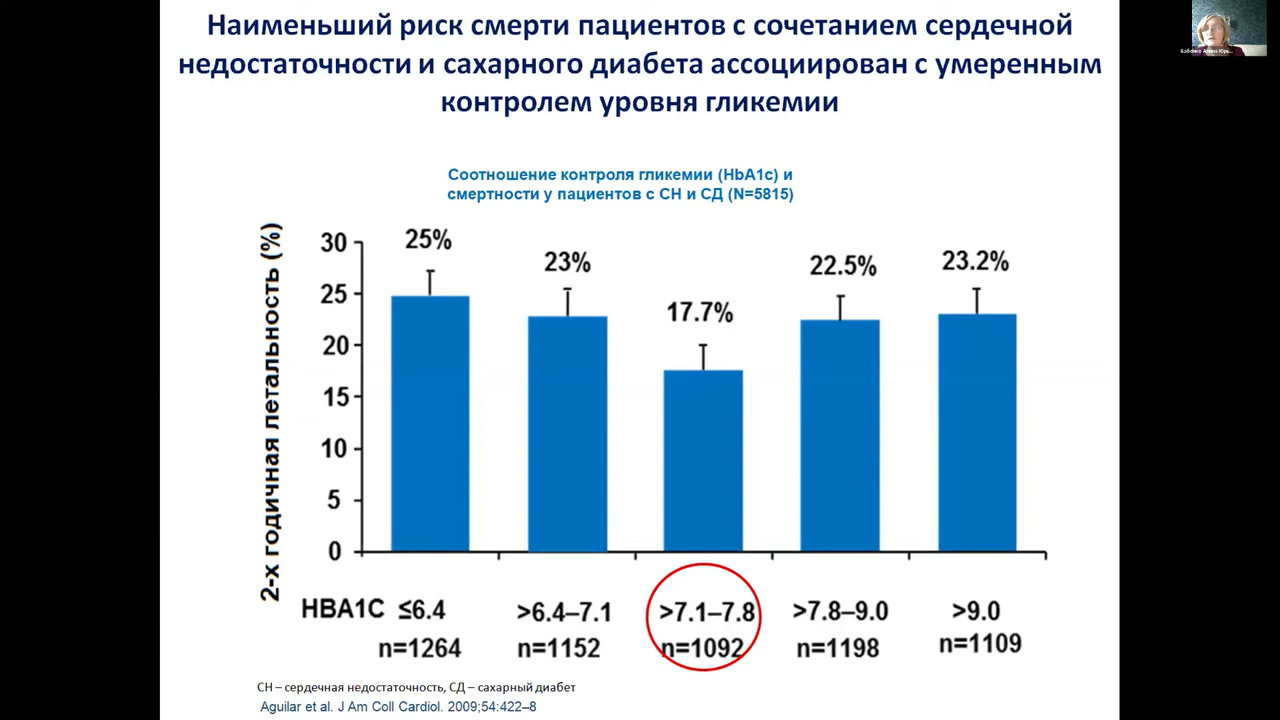 Наименьший риск смерти пациентов с сочетанием сердечной
недостаточности и сахарного диабета ассоциирован с умеренным
контролем уровня гликемии
Соотношение контроля гликемии (HbA1c) и
смертности у пациентов с СН и СД (N=5815)
2-х годичная летальность (%)
30
25
20
15
10
5
0
25%
23%
17.7%
22.5%
23.2%
HBA1C ≤6.4 >6.4–7.1 >7.1–7.8 >7.8–9.0 >9.0
n=1264 n=1152 n=1092 n=1198 n=1109
СН – сердечная недостаточность, СД – сахарный диабет
Aguilar et al. J Am Coll Cardiol. 2009;54:422–8